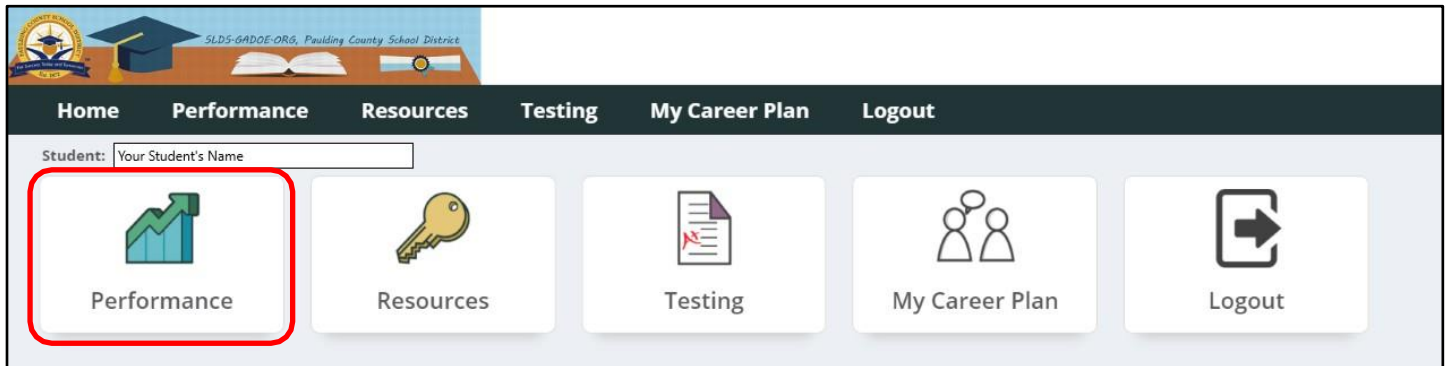 SLDS-GADOE-ORG, Paulding County School District
Home Performance Resources Testing My Career Plan Logout
Student: Your Student's Name
Performance Resources Testing My Career Plan Logout